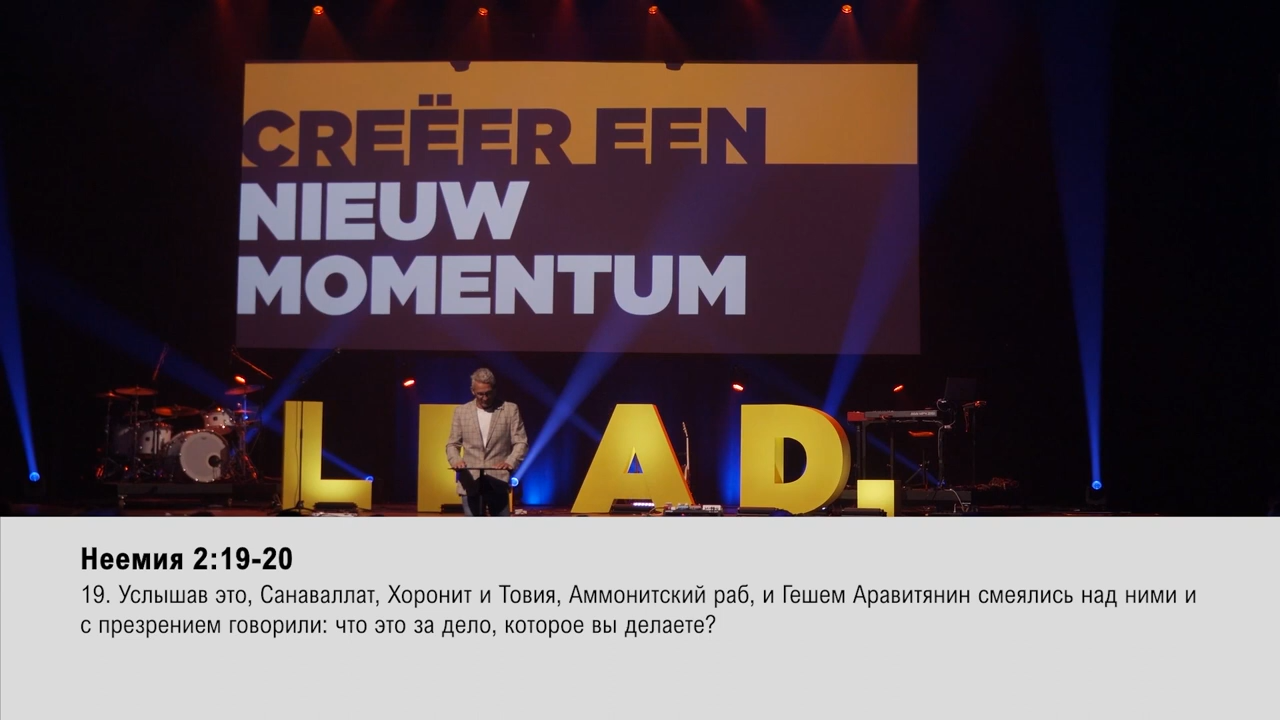 CREËER EEN
NIEUW
MOMENTUM
LEAD.
Неемия 2:19-20
19. Услышав это, Санаваллат, Хоронит и Товия, Аммонитский раб, и Гешем Аравитянин смеялись над ними и
с презрением говорили: что это за дело, которое вы делаете?